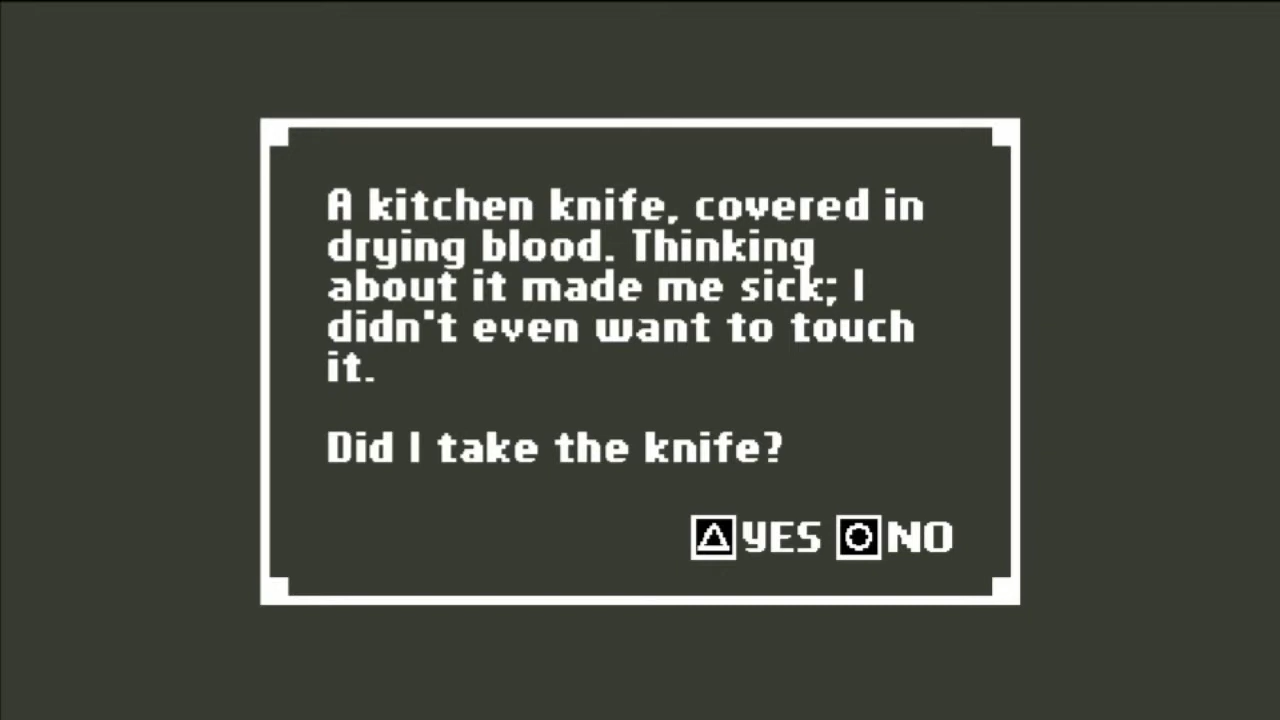 A kitchen knife, covered in
drying blood. Thinking
about it made me sick; I
didn't even want to touch
it.
Did I take the knife?
YES NO